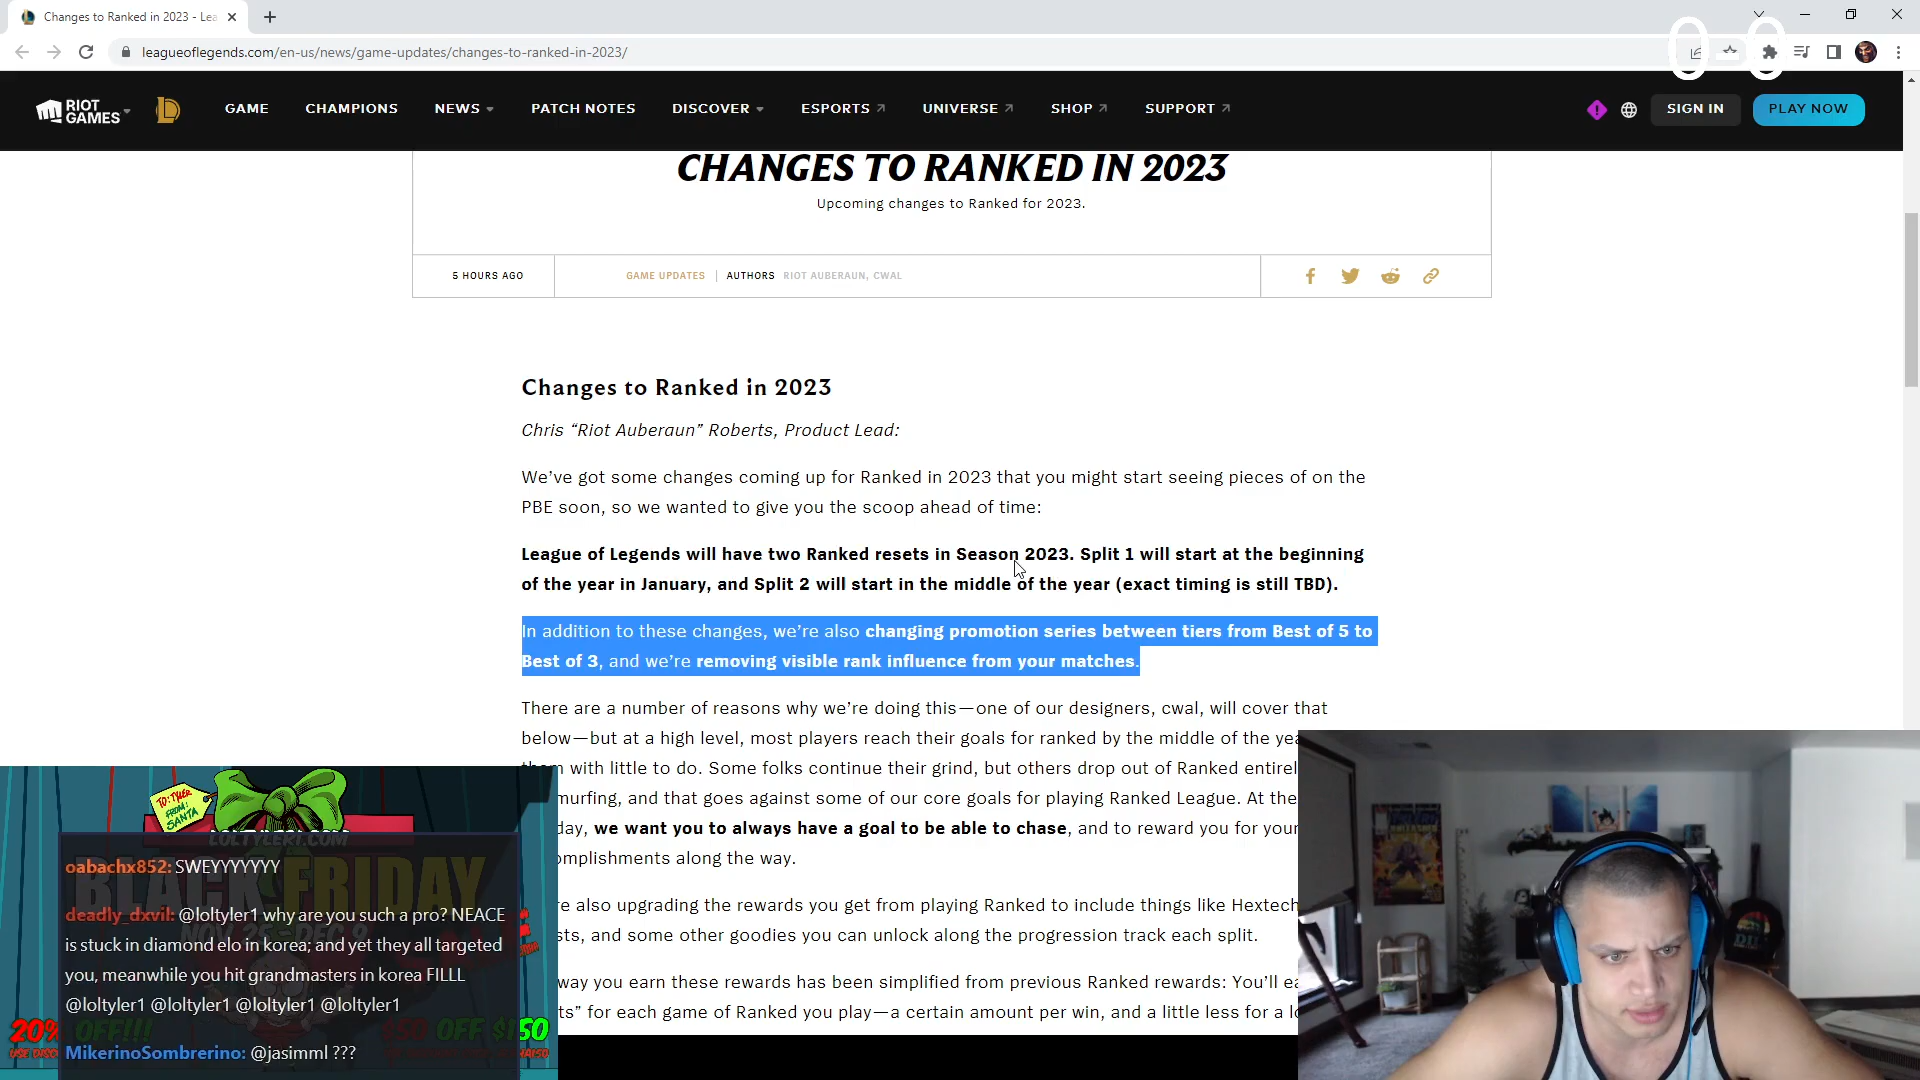 Changes to Ranked in 2023 - Lea
leagueoflegends.com/en-us/news/game-updates/changes-to-ranked-in-2023/
0 0
RIOT GAMES
GAME CHAMPIONS NEWS PATCH NOTES DISCOVER ESPORTS UNIVERSE SHOP SUPPORT
SIGN IN
PLAY NOW
CHANGES TO RANKED IN 2023
Upcoming changes to Ranked for 2023.
5 HOURS AGO
GAME UPDATES | AUTHORS RIOT AUBERAUN, CWAL
Changes to Ranked in 2023
Chris “Riot Auberaun” Roberts, Product Lead:
We’ve got some changes coming up for Ranked in 2023 that you might start seeing pieces of on the
PBE soon, so we wanted to give you the scoop ahead of time:
League of Legends will have two Ranked resets in Season 2023. Split 1 will start at the beginning
of the year in January, and Split 2 will start in the middle of the year (exact timing is still TBD).
In addition to these changes, we’re also changing promotion series between tiers from Best of 5 to
Best of 3, and we’re removing visible rank influence from your matches.
There are a number of reasons why we’re doing this—one of our designers, cwal, will cover that
below—but at a high level, most players reach their goals for ranked by the middle of the yea
them with little to do. Some folks continue their grind, but others drop out of Ranked entirel
murfing, and that goes against some of our core goals for playing Ranked League. At the
day, we want you to always have a goal to be able to chase, and to reward you for your
omplishments along the way.
re also upgrading the rewards you get from playing Ranked to include things like Hextech
sts, and some other goodies you can unlock along the progression track each split.
way you earn these rewards has been simplified from previous Ranked rewards: You’ll ea
ts” for each game of Ranked you play—a certain amount per win, and a little less for a lo
TO: TYLER
FROM: SANTA
LOLTYLER1.COM
BLACK FRIDAY
NOV 25 - DEC 9
20% OFF!!!
$50 OFF $150
oabachx852: SWEYYYYYYY
deadly_dxvil: @loltyler1 why are you such a pro? NEACE
is stuck in diamond elo in korea; and yet they all targeted
you, meanwhile you hit grandmasters in korea FILLL
@loltyler1 @loltyler1 @loltyler1 @loltyler1
MikerinoSombrerino: @jasimml ???